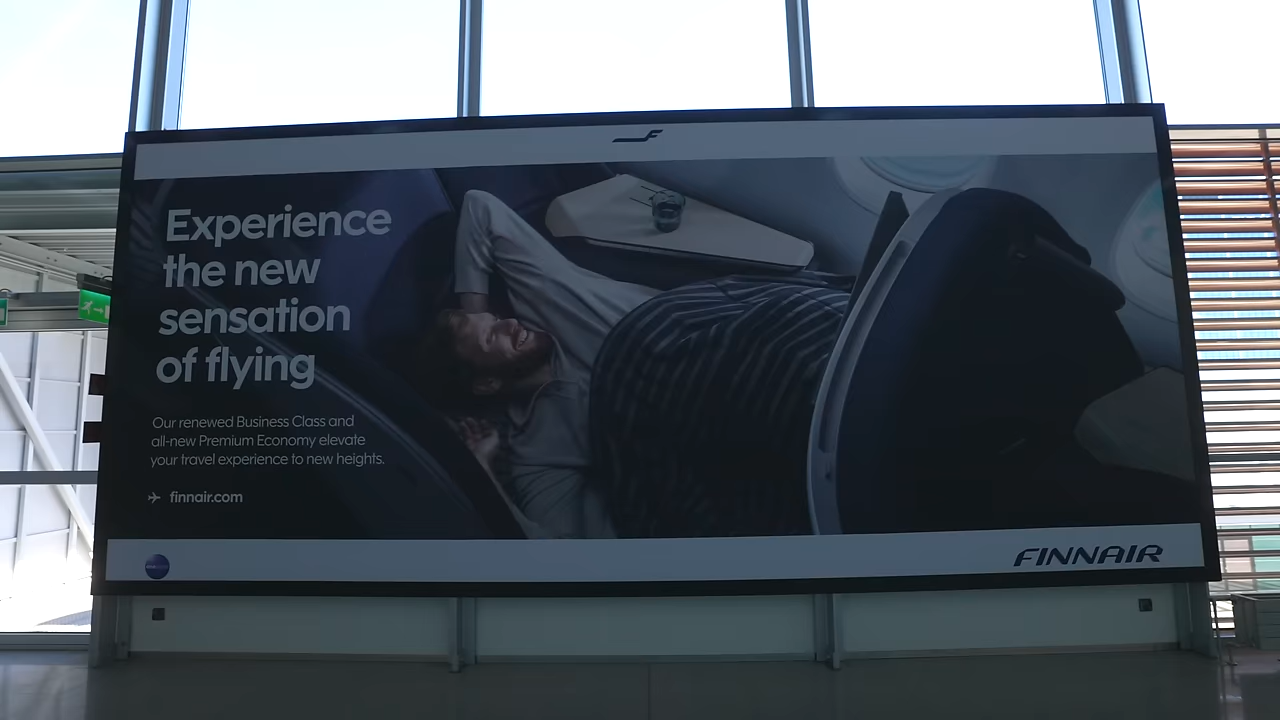 Experience
the new
sensation
of flying
Our renewed Business Class and
all-new Premium Economy elevate
your travel experience to new heights.
finnair.com
FINNAIR